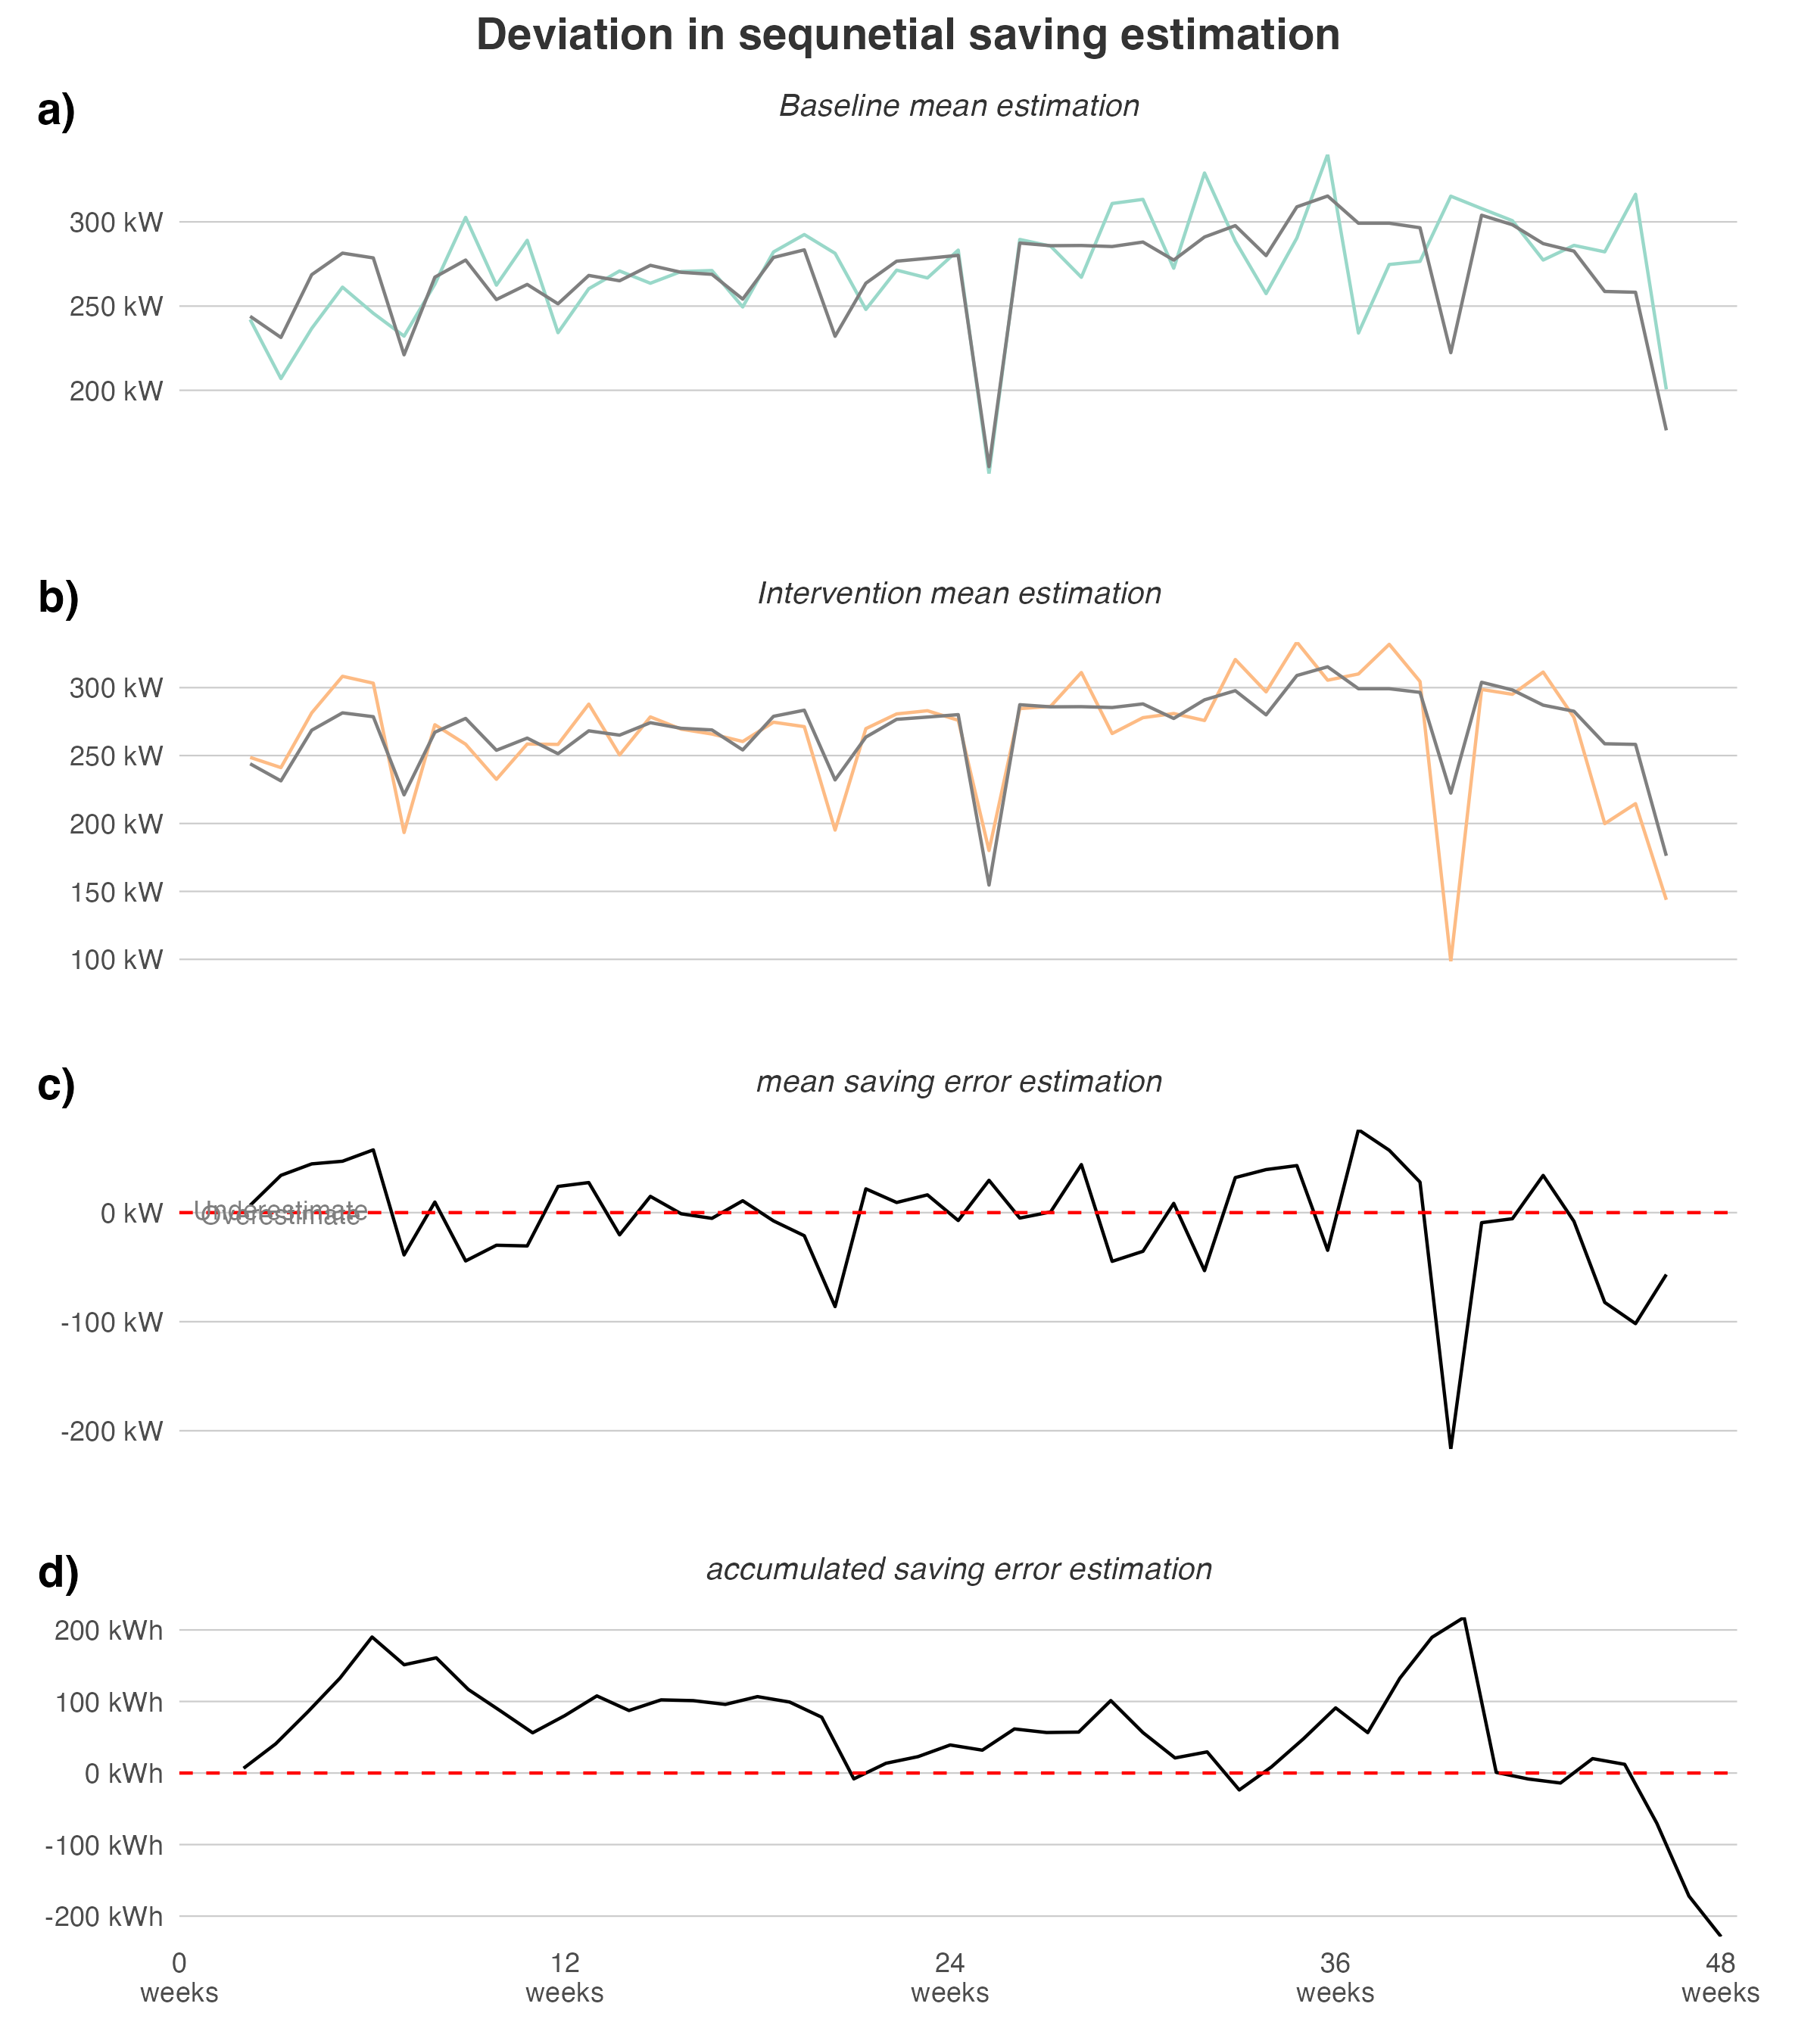 Deviation in sequnetial saving estimation
a)
Baseline mean estimation
300 kW
250 kW
200 kW
b)
Intervention mean estimation
300 kW
250 kW
200 kW
150 kW
100 kW
c)
mean saving error estimation
Underestimate
Overestimate
0 kW
-100 kW
-200 kW
d)
accumulated saving error estimation
200 kWh
100 kWh
0 kWh
-100 kWh
-200 kWh
0 12 24 36 48
weeks weeks weeks weeks weeks